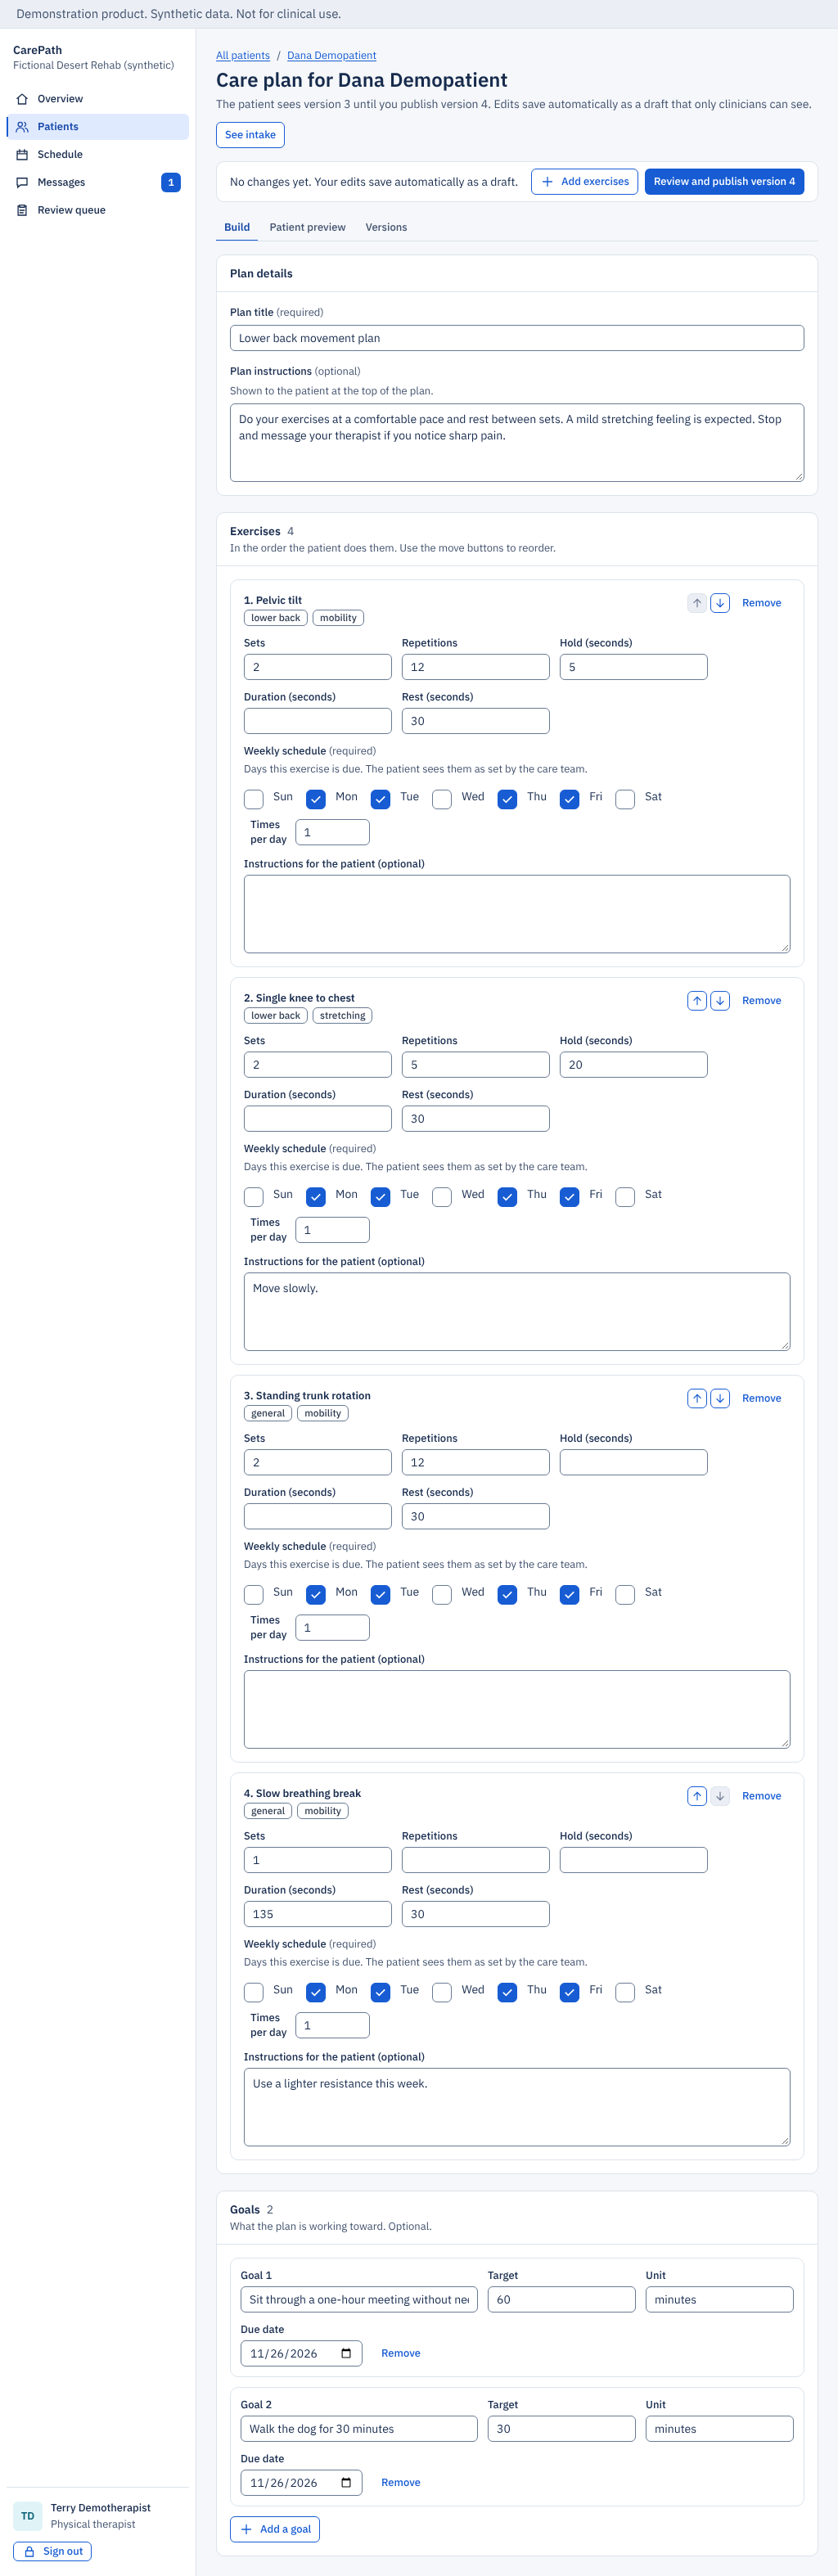 Demonstration product. Synthetic data. Not for clinical use.
CarePath
Fictional Desert Rehab (synthetic)
Overview
Patients
Schedule
Messages 1
Review queue
All patients / Dana Demopatient
Care plan for Dana Demopatient
The patient sees version 3 until you publish version 4. Edits save automatically as a draft that only clinicians can see.
See intake
No changes yet. Your edits save automatically as a draft. Add exercises Review and publish version 4
Build Patient preview Versions
Plan details
Plan title (required)
Lower back movement plan
Plan instructions (optional)
Shown to the patient at the top of the plan.
Do your exercises at a comfortable pace and rest between sets. A mild stretching feeling is expected. Stop
and message your therapist if you notice sharp pain.
Exercises 4
In the order the patient does them. Use the move buttons to reorder.
1. Pelvic tilt Remove
lower back mobility
Sets Repetitions Hold (seconds)
2 12 5
Duration (seconds) Rest (seconds)
30
Weekly schedule (required)
Days this exercise is due. The patient sees them as set by the care team.
Sun Mon Tue Wed Thu Fri Sat
Times
per day 1
Instructions for the patient (optional)
2. Single knee to chest Remove
lower back stretching
Sets Repetitions Hold (seconds)
2 5 20
Duration (seconds) Rest (seconds)
30
Weekly schedule (required)
Days this exercise is due. The patient sees them as set by the care team.
Sun Mon Tue Wed Thu Fri Sat
Times
per day 1
Instructions for the patient (optional)
Move slowly.
3. Standing trunk rotation Remove
general mobility
Sets Repetitions Hold (seconds)
2 12
Duration (seconds) Rest (seconds)
30
Weekly schedule (required)
Days this exercise is due. The patient sees them as set by the care team.
Sun Mon Tue Wed Thu Fri Sat
Times
per day 1
Instructions for the patient (optional)
4. Slow breathing break Remove
general mobility
Sets Repetitions Hold (seconds)
1
Duration (seconds) Rest (seconds)
135 30
Weekly schedule (required)
Days this exercise is due. The patient sees them as set by the care team.
Sun Mon Tue Wed Thu Fri Sat
Times
per day 1
Instructions for the patient (optional)
Use a lighter resistance this week.
Goals 2
What the plan is working toward. Optional.
Goal 1 Target Unit
Sit through a one-hour meeting without 60 minutes
Due date
11/26/2026 Remove
Goal 2 Target Unit
Walk the dog for 30 minutes 30 minutes
Due date
11/26/2026 Remove
Add a goal
TD Terry Demotherapist
Physical therapist
Sign out